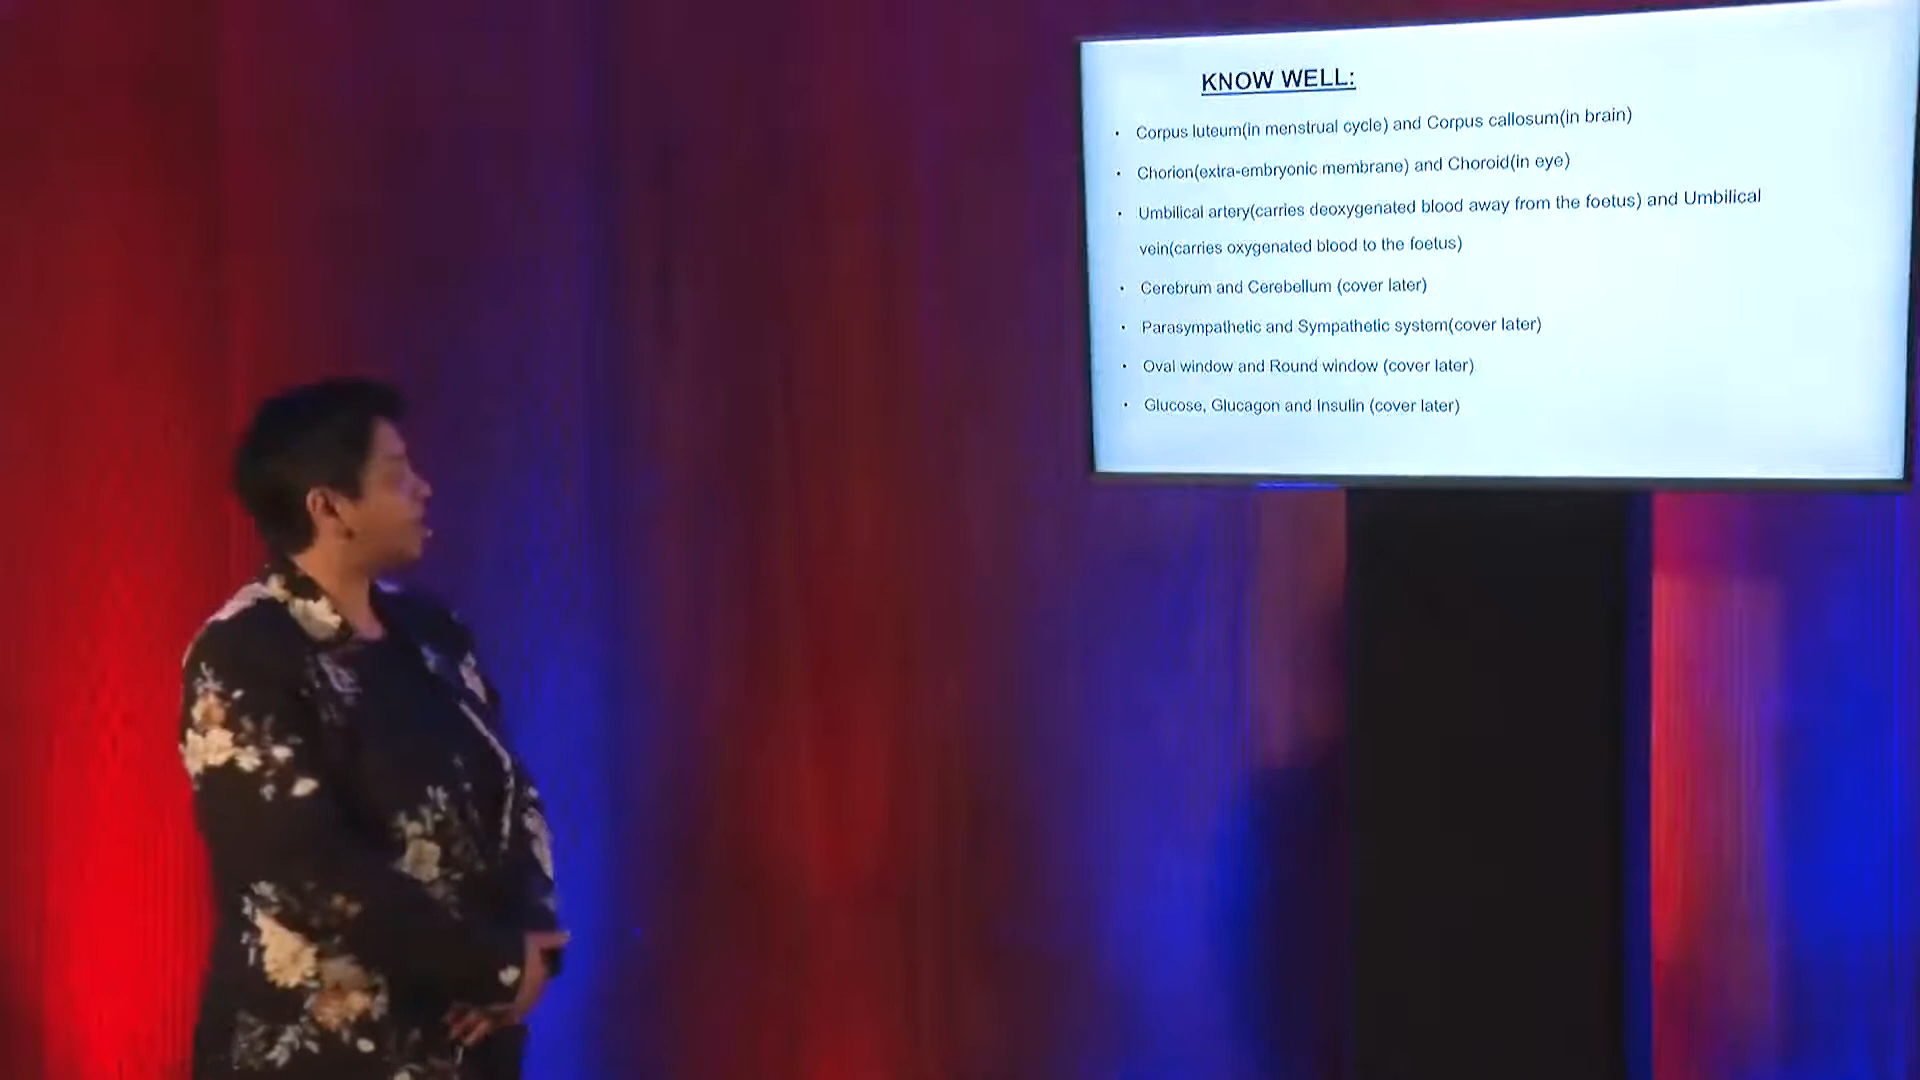 KNOW WELL:
• Corpus luteum(in menstrual cycle) and Corpus callosum(in brain)
• Chorion(extra-embryonic membrane) and Choroid(in eye)
• Umbilical artery(carries deoxygenated blood away from the foetus) and Umbilical
vein(carries oxygenated blood to the foetus)
• Cerebrum and Cerebellum (cover later)
• Parasympathetic and Sympathetic system(cover later)
• Oval window and Round window (cover later)
• Glucose, Glucagon and Insulin (cover later)